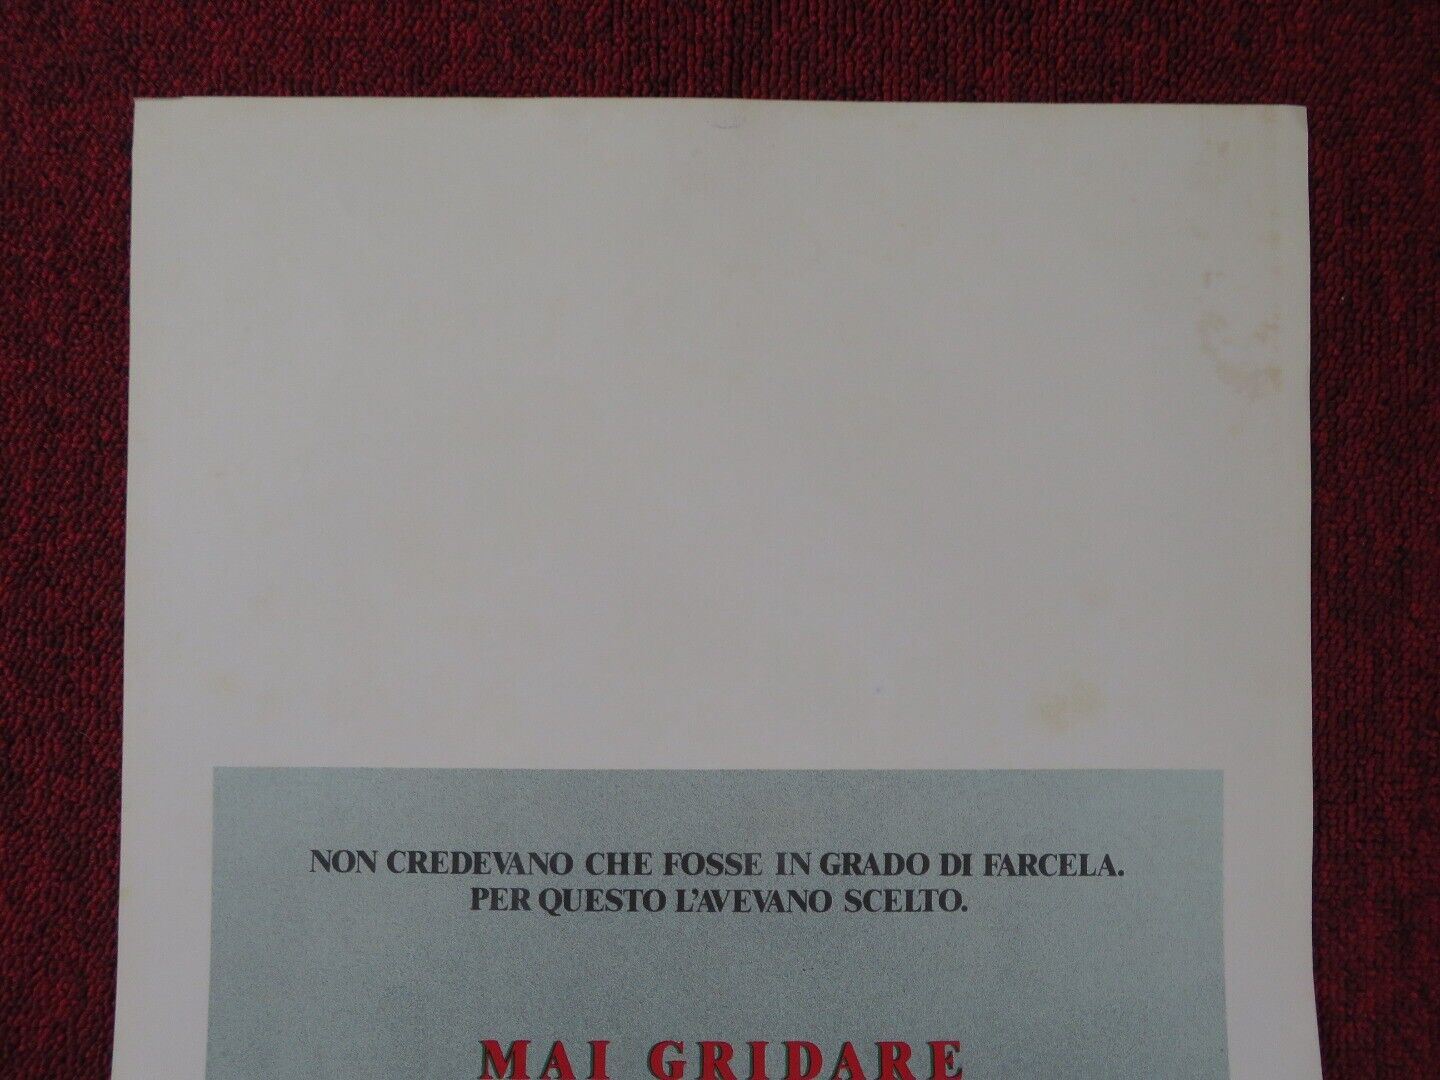 NON CREDEVANO CHE FOSSE IN GRADO DI FARCELA.
PER QUESTO L'AVEVANO SCELTO.
MAI GRIDARE